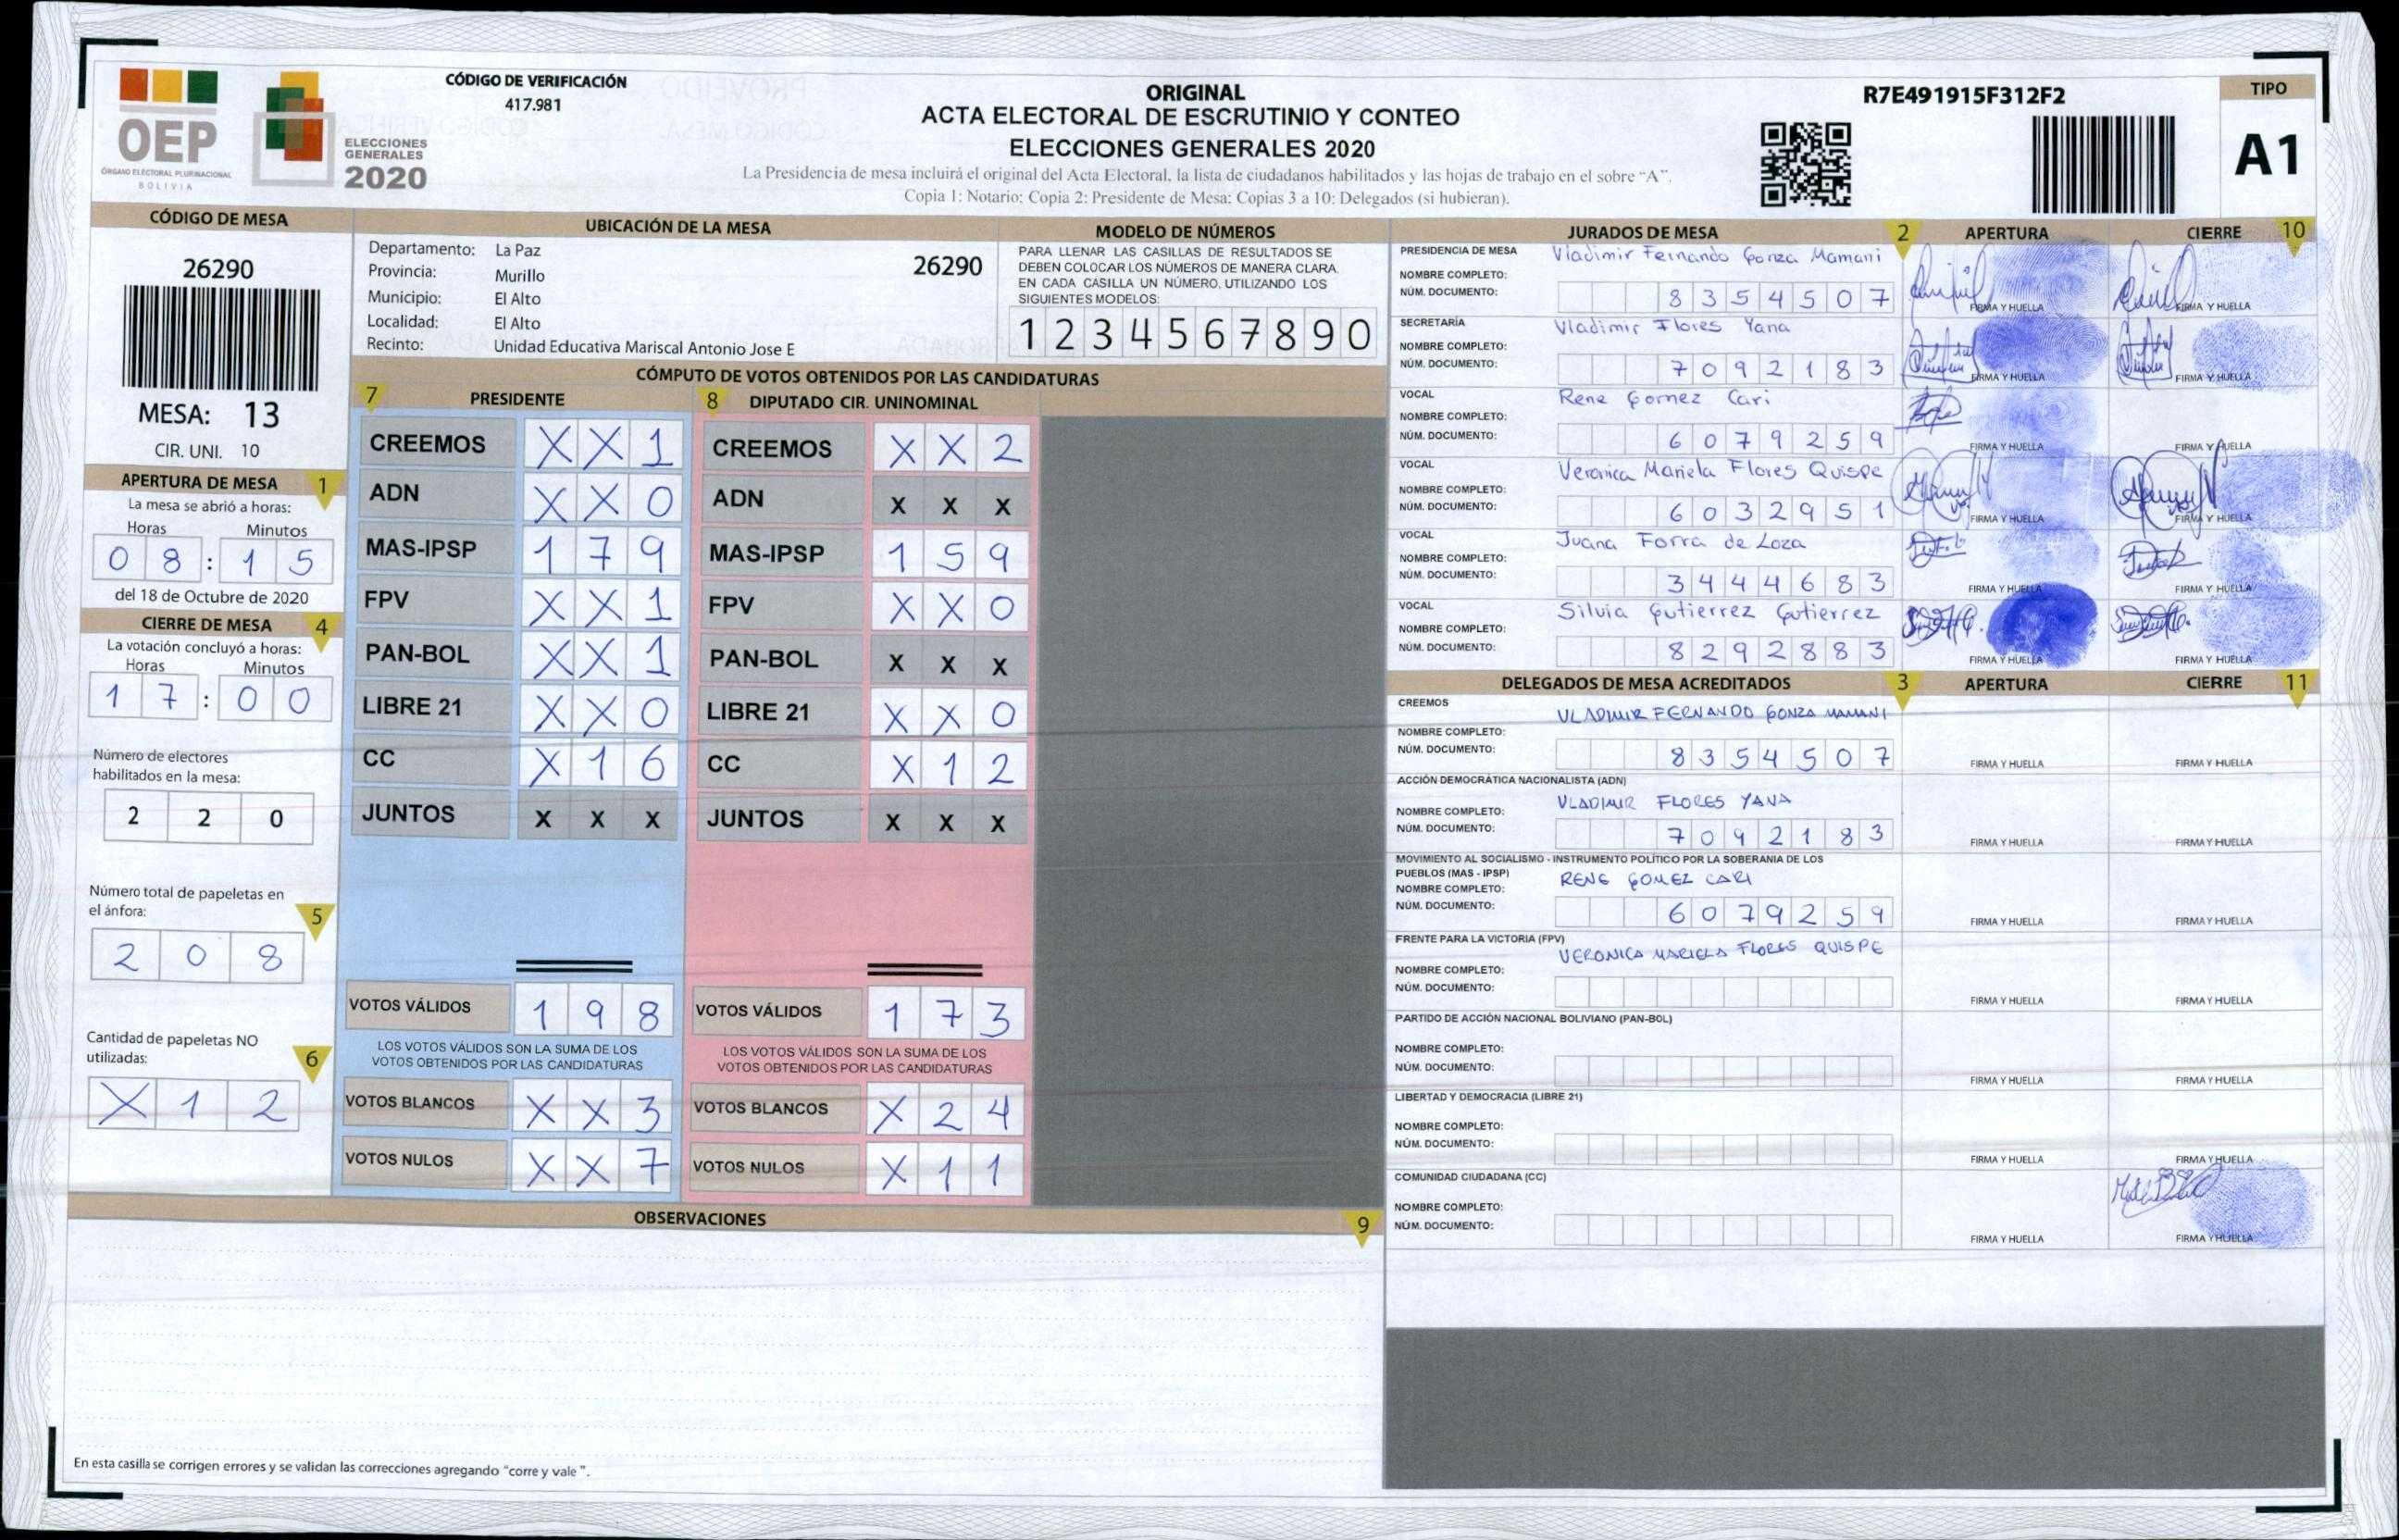 OEP
ÓRGANO ELECTORAL PLURINACIONAL
BOLIVIA
ELECCIONES
GENERALES
2020
CÓDIGO DE VERIFICACIÓN
417.981
ORIGINAL
ACTA ELECTORAL DE ESCRUTINIO Y CONTEO
ELECCIONES GENERALES 2020
La Presidencia de mesa incluirá el original del Acta Electoral, la lista de ciudadanos habilitados y las hojas de trabajo en el sobre “A”.
Copia 1: Notario: Copia 2: Presidente de Mesa: Copias 3 a 10: Delegados (si hubieran).
R7E491915F312F2
TIPO
A1
CÓDIGO DE MESA
26290
MESA: 13
CIR. UNI. 10
APERTURA DE MESA 1
La mesa se abrió a horas:
Horas Minutos
0 8 : 1 5
del 18 de Octubre de 2020
CIERRE DE MESA 4
La votación concluyó a horas:
Horas Minutos
1 7 : 0 0
Número de electores
habilitados en la mesa:
2 2 0
Número total de papeletas en
el ánfora:
5
2 0 8
Cantidad de papeletas NO
utilizadas:
6
X 1 2
UBICACIÓN DE LA MESA
Departamento: La Paz
Provincia: Murillo
Municipio: El Alto
Localidad: El Alto
Recinto: Unidad Educativa Mariscal Antonio Jose E
26290
MODELO DE NÚMEROS
PARA LLENAR LAS CASILLAS DE RESULTADOS SE
DEBEN COLOCAR LOS NÚMEROS DE MANERA CLARA.
EN CADA CASILLA UN NÚMERO, UTILIZANDO LOS
SIGUIENTES MODELOS:
1 2 3 4 5 6 7 8 9 0
CÓMPUTO DE VOTOS OBTENIDOS POR LAS CANDIDATURAS
7 PRESIDENTE
CREEMOS X X 1
ADN X X 0
MAS-IPSP 1 7 9
FPV X X 1
PAN-BOL X X 1
LIBRE 21 X X 0
CC X 1 6
JUNTOS X X X
VOTOS VÁLIDOS 1 9 8
LOS VOTOS VÁLIDOS SON LA SUMA DE LOS
VOTOS OBTENIDOS POR LAS CANDIDATURAS
VOTOS BLANCOS X X 3
VOTOS NULOS X X 7
8 DIPUTADO CIR. UNINOMINAL
CREEMOS X X 2
ADN X X X
MAS-IPSP 1 5 9
FPV X X 0
PAN-BOL X X X
LIBRE 21 X X 0
CC X 1 2
JUNTOS X X X
VOTOS VÁLIDOS 1 7 3
LOS VOTOS VÁLIDOS SON LA SUMA DE LOS
VOTOS OBTENIDOS POR LAS CANDIDATURAS
VOTOS BLANCOS X 2 4
VOTOS NULOS X 1 1
OBSERVACIONES 9
En esta casilla se corrigen errores y se validan las correcciones agregando “corre y vale ”.
JURADOS DE MESA 2 APERTURA CIERRE 10
PRESIDENCIA DE MESA Vladimir Fernando Gonza Mamani
NOMBRE COMPLETO:
NÚM. DOCUMENTO: 8 3 5 4 5 0 7
FIRMA Y HUELLA FIRMA Y HUELLA
SECRETARÍA Vladimir Flores Yana
NOMBRE COMPLETO:
NÚM. DOCUMENTO: 7 0 9 2 1 8 3
FIRMA Y HUELLA FIRMA Y HUELLA
VOCAL Rene Gomez Cari
NOMBRE COMPLETO:
NÚM. DOCUMENTO: 6 0 7 9 2 5 9
FIRMA Y HUELLA FIRMA Y HUELLA
VOCAL Veronica Mariela Flores Quispe
NOMBRE COMPLETO:
NÚM. DOCUMENTO: 6 0 3 2 9 5 1
FIRMA Y HUELLA FIRMA Y HUELLA
VOCAL Juana Forra de Loza
NOMBRE COMPLETO:
NÚM. DOCUMENTO: 3 4 4 4 6 8 3
FIRMA Y HUELLA FIRMA Y HUELLA
VOCAL Silvia Gutierrez Gutierrez
NOMBRE COMPLETO:
NÚM. DOCUMENTO: 8 2 9 2 8 8 3
FIRMA Y HUELLA FIRMA Y HUELLA
DELEGADOS DE MESA ACREDITADOS 3 APERTURA CIERRE 11
CREEMOS
VLADIMIR FERNANDO GONZA MAMANI
NOMBRE COMPLETO:
NÚM. DOCUMENTO: 8 3 5 4 5 0 7
FIRMA Y HUELLA FIRMA Y HUELLA
ACCIÓN DEMOCRÁTICA NACIONALISTA (ADN)
VLADIMIR FLORES YANA
NOMBRE COMPLETO:
NÚM. DOCUMENTO: 7 0 9 2 1 8 3
FIRMA Y HUELLA FIRMA Y HUELLA
MOVIMIENTO AL SOCIALISMO - INSTRUMENTO POLÍTICO POR LA SOBERANIA DE LOS
PUEBLOS (MAS - IPSP) RENE GOMEZ CARI
NOMBRE COMPLETO:
NÚM. DOCUMENTO: 6 0 7 9 2 5 9
FIRMA Y HUELLA FIRMA Y HUELLA
FRENTE PARA LA VICTORIA (FPV)
VERONICA MARIELA FLORES QUISPE
NOMBRE COMPLETO:
NÚM. DOCUMENTO:
FIRMA Y HUELLA FIRMA Y HUELLA
PARTIDO DE ACCIÓN NACIONAL BOLIVIANO (PAN-BOL)
NOMBRE COMPLETO:
NÚM. DOCUMENTO:
FIRMA Y HUELLA FIRMA Y HUELLA
LIBERTAD Y DEMOCRACIA (LIBRE 21)
NOMBRE COMPLETO:
NÚM. DOCUMENTO:
FIRMA Y HUELLA FIRMA Y HUELLA
COMUNIDAD CIUDADANA (CC)
NOMBRE COMPLETO:
NÚM. DOCUMENTO:
FIRMA Y HUELLA FIRMA Y HUELLA